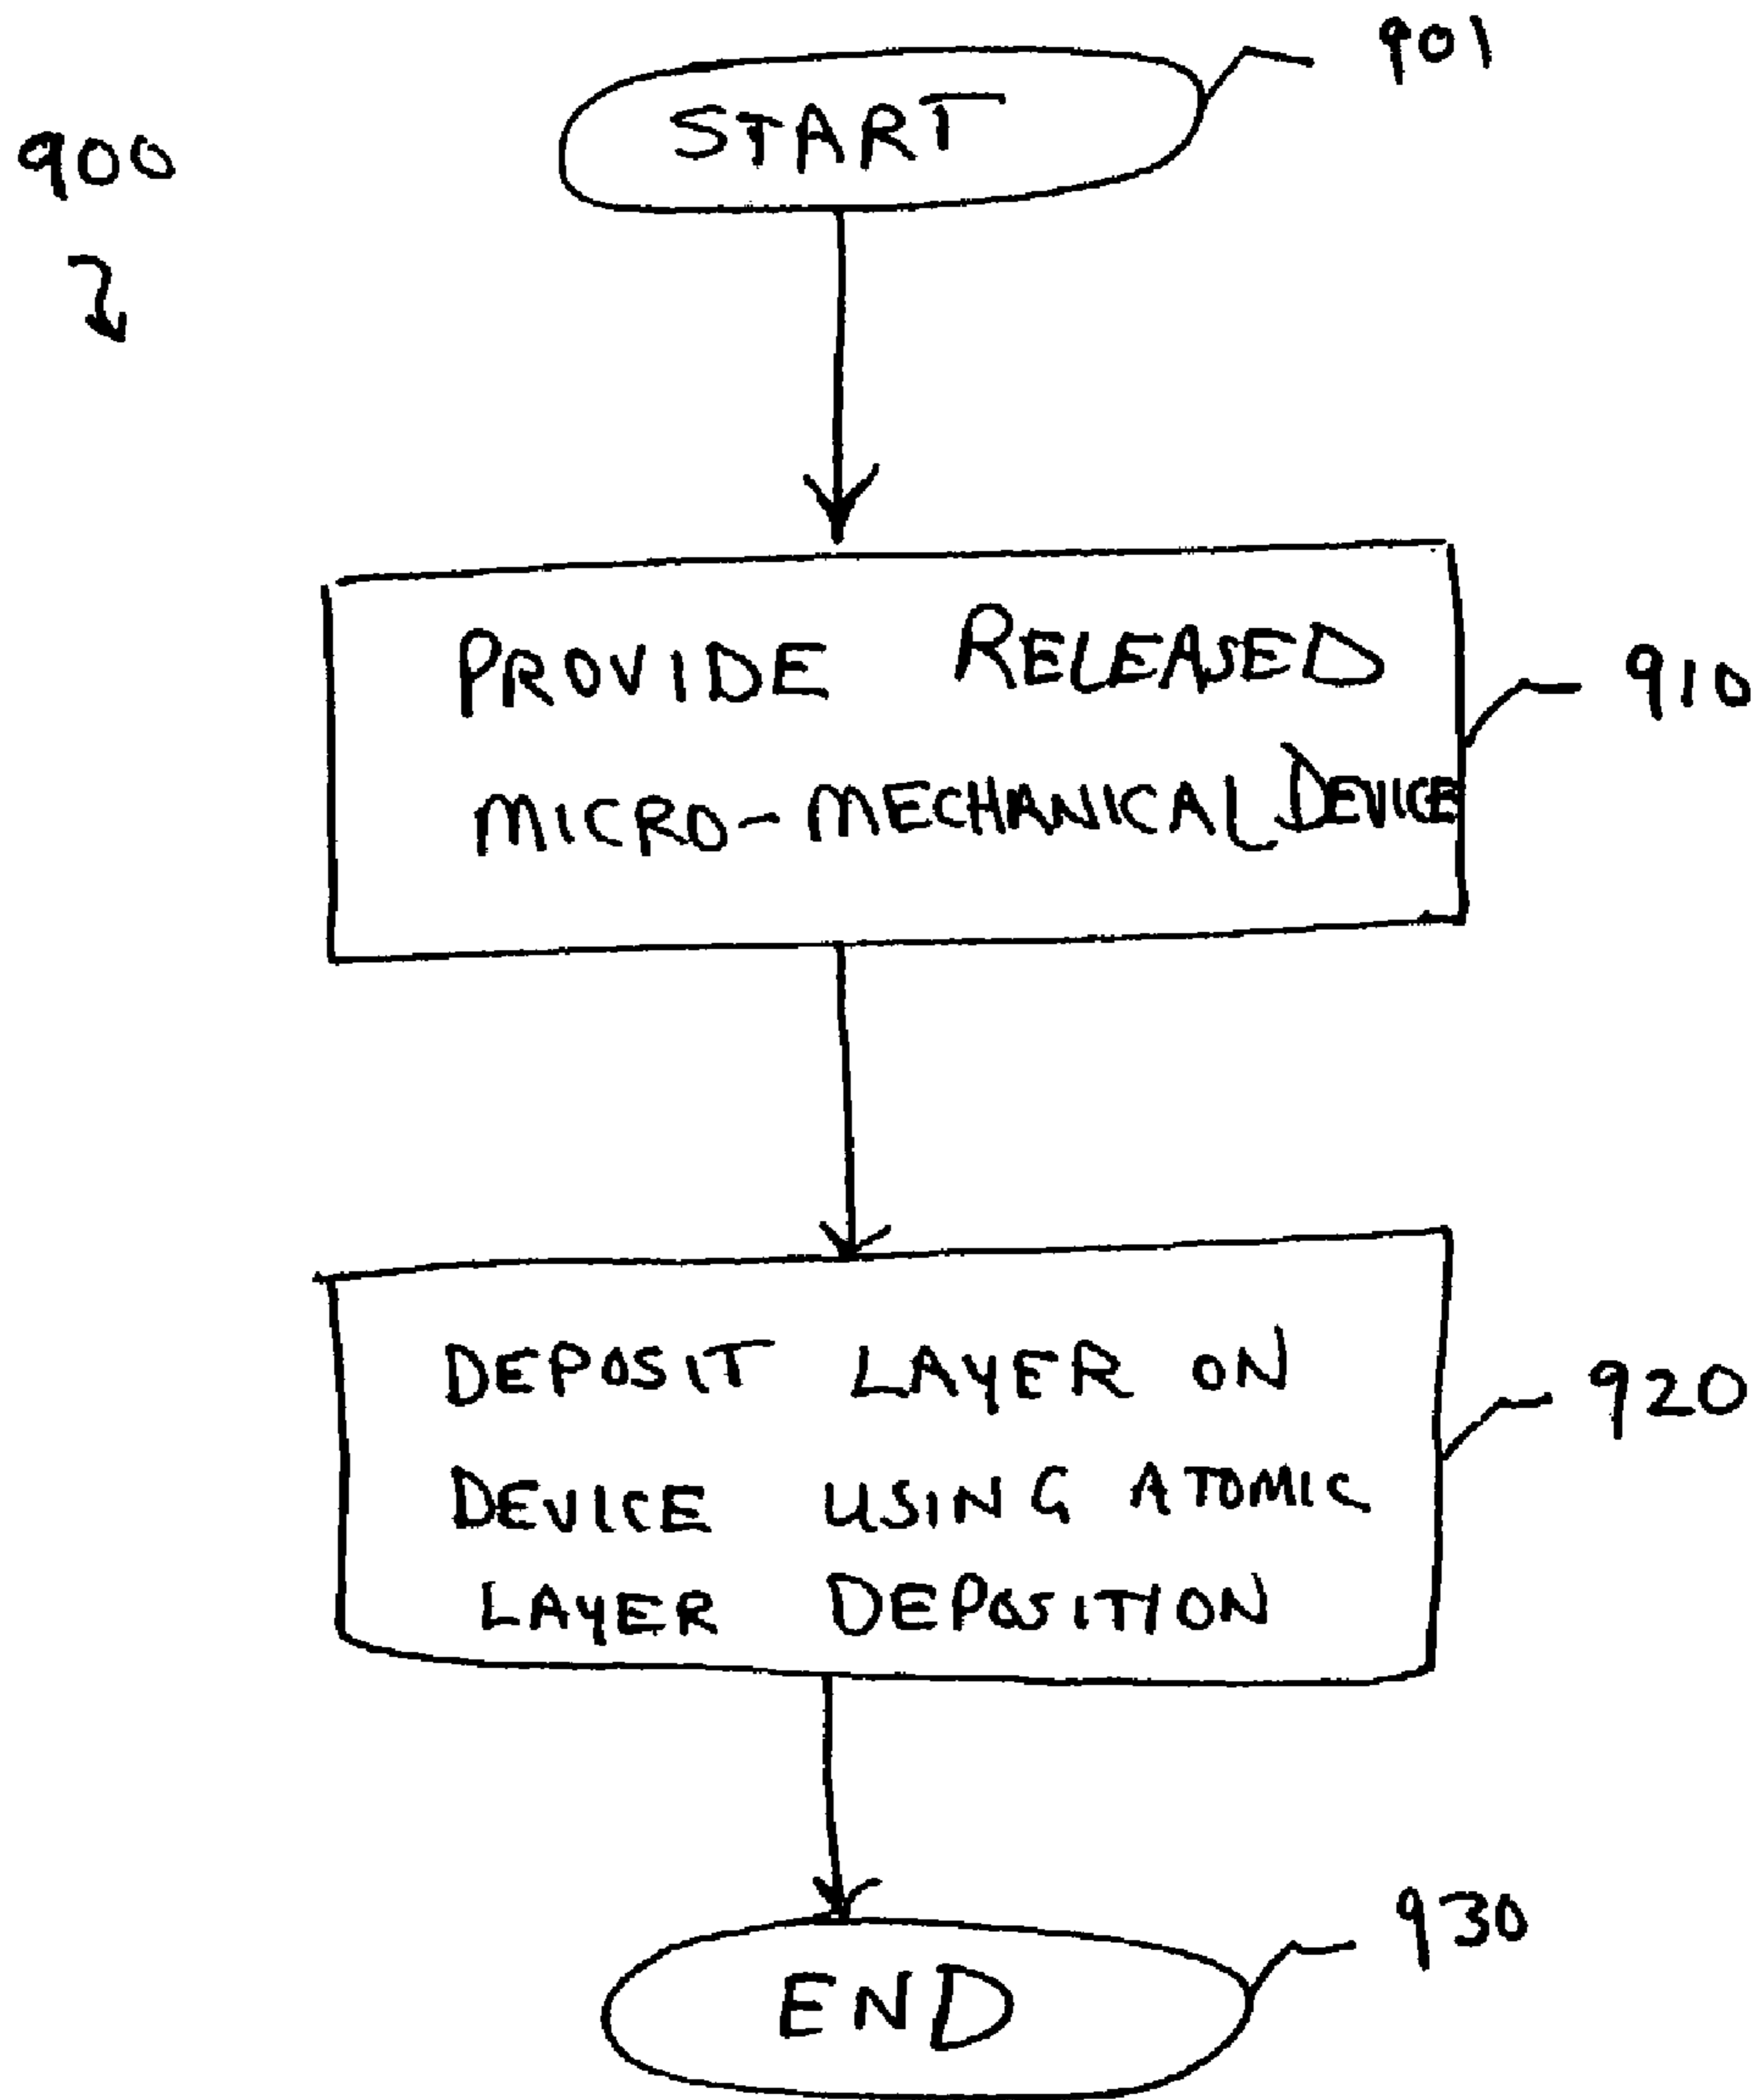 901
START
900
PROVIDE RELEASED
MICRO-MECHANICAL DEVICE
910
DEPOSIT LAYER ON
DEVICE USING ATOMIC
LAYER DEPOSITION
920
930
END